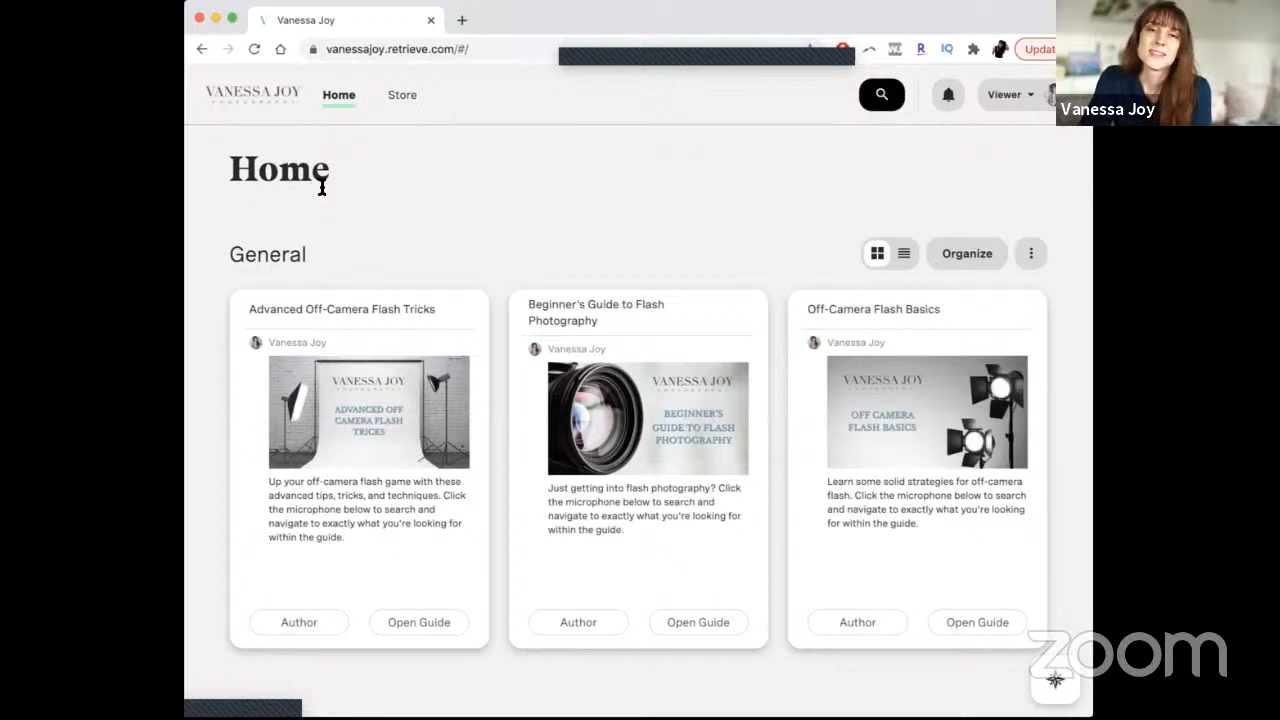 Vanessa Joy
vanessajoy.retrieve.com/#/
R
IQ
Updat
VANESSA JOY
PHOTOGRAPHY
Home
Store
Viewer
Vanessa Joy
Home
General
Organize
Advanced Off-Camera Flash Tricks
Vanessa Joy
VANESSA JOY
ADVANCED OFF
CAMERA FLASH
TRICKS
Up your off-camera flash game with these
advanced tips, tricks, and techniques. Click
the microphone below to search and
navigate to exactly what you're looking for
within the guide.
Author
Open Guide
Beginner's Guide to Flash
Photography
Vanessa Joy
VANESSA JOY
BEGINNER'S
GUIDE TO FLASH
PHOTOGRAPHY
Just getting into flash photography? Click
the microphone below to search and
navigate to exactly what you're looking for
within the guide.
Author
Open Guide
Off-Camera Flash Basics
Vanessa Joy
VANESSA JOY
OFF CAMERA
FLASH BASICS
Learn some solid strategies for off-camera
flash. Click the microphone below to search
and navigate to exactly what you're looking
for within the guide.
Author
Open Guide
zoom